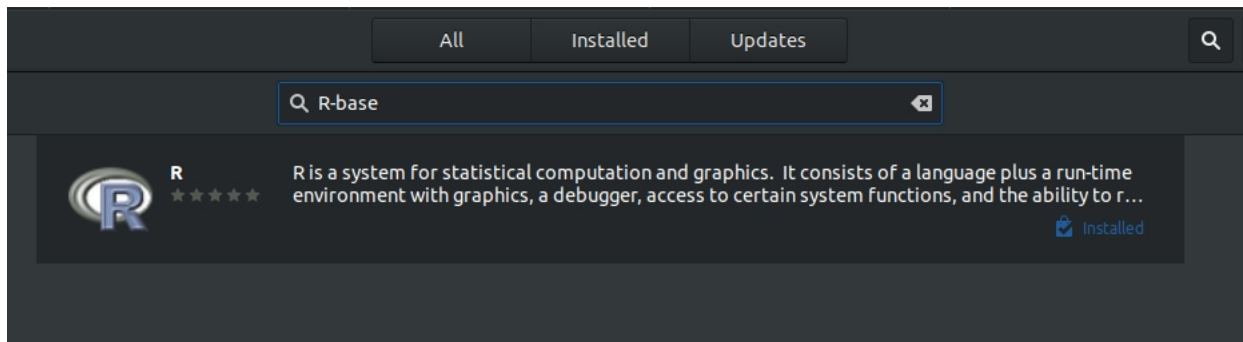 All Installed Updates
R-base
R
R is a system for statistical computation and graphics.  It consists of a language plus a run-time
environment with graphics, a debugger, access to certain system functions, and the ability to r…
Installed
R